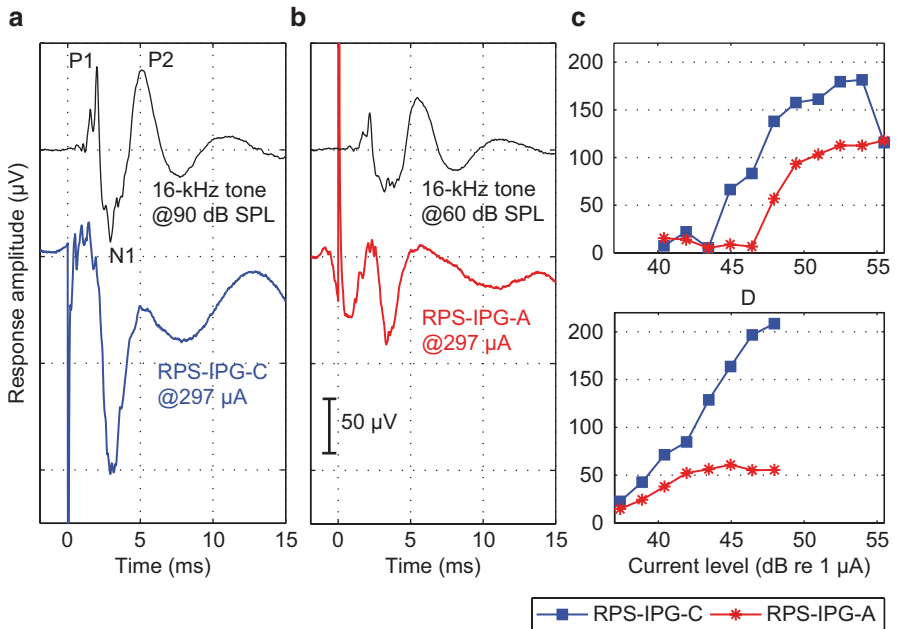 a
b
c
Response amplitude (µV)
P1
P2
N1
16-kHz tone
@90 dB SPL
RPS-IPG-C
@297 µA
0
5
10
15
Time (ms)
16-kHz tone
@60 dB SPL
RPS-IPG-A
@297 µA
50 µV
0
5
10
15
Time (ms)
200
150
100
50
0
40
45
50
55
D
200
150
100
50
0
40
45
50
55
Current level (dB re 1 µA)
RPS-IPG-C
RPS-IPG-A